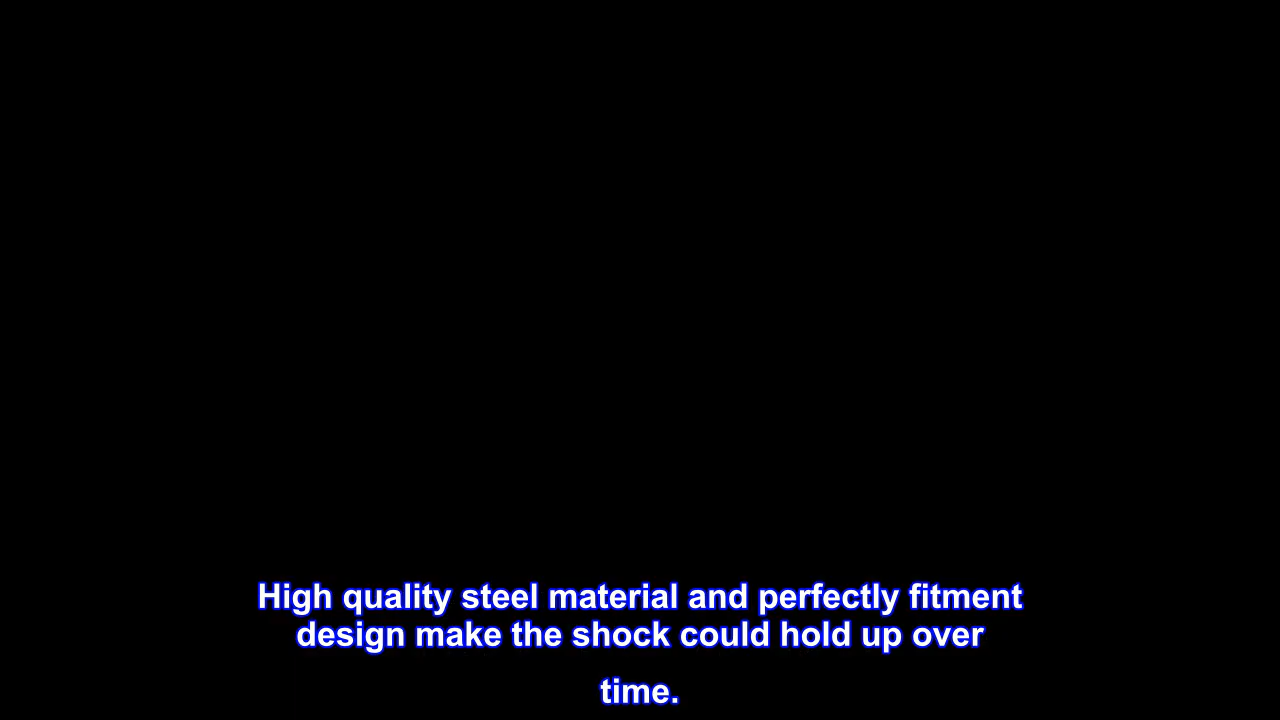 High quality steel material and perfectly fitment
design make the shock could hold up over
time.